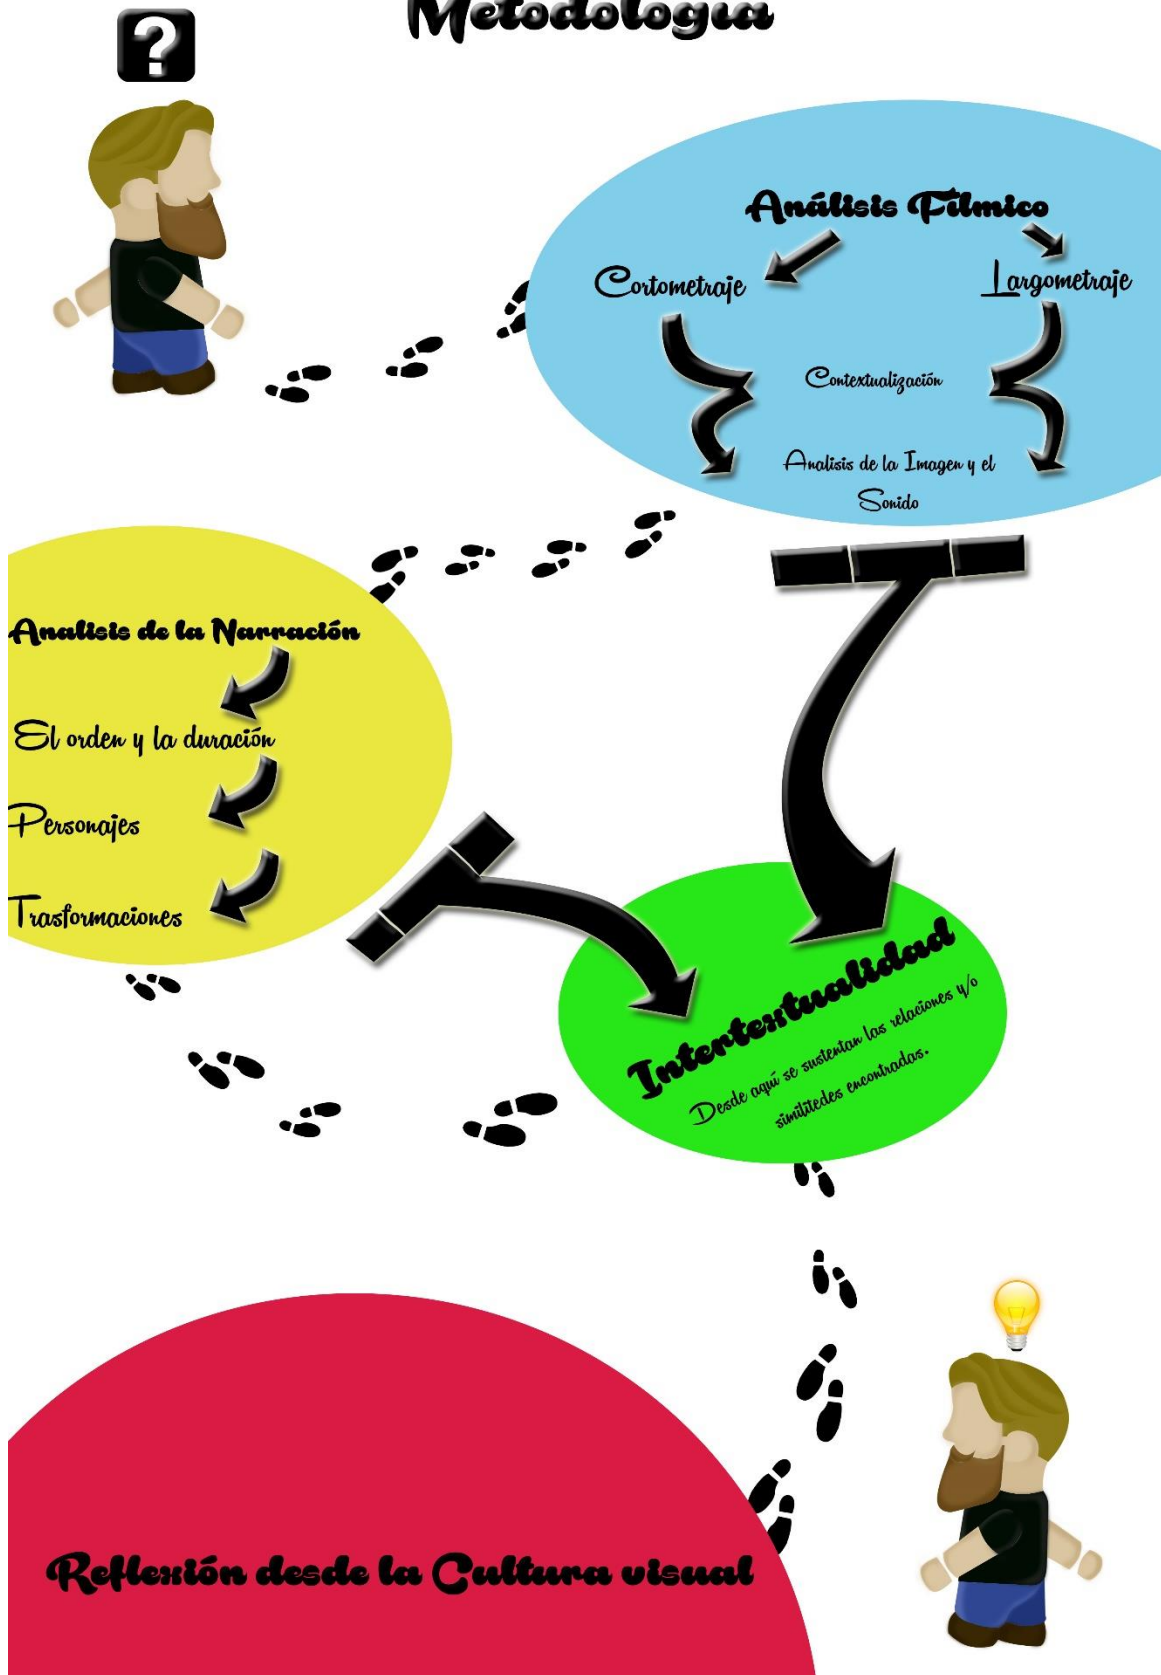 Metodología
?
Análisis Fílmico
Cortometraje
Largometraje
Contextualización
Analisis de la Imagen y el
Sonido
Analisis de la Narración
El orden y la duración
Personajes
Trasformaciones
Intertextualidad
Desde aquí se sustentan las relaciones y/o
similitedes encontradas.
Reflexión desde la Cultura visual